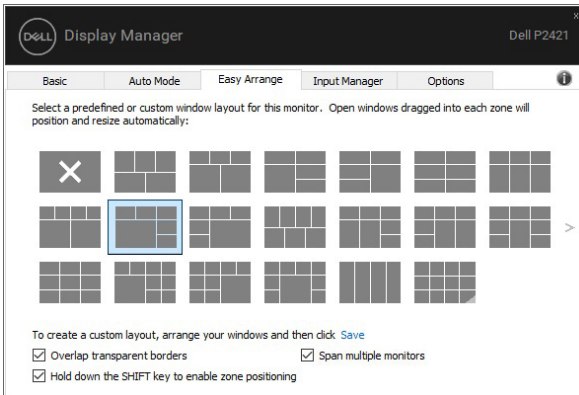 DELL Display Manager
Dell P2421
Basic
Auto Mode
Easy Arrange
Input Manager
Options
Select a predefined or custom window layout for this monitor. Open windows dragged into each zone will
position and resize automatically:
To create a custom layout, arrange your windows and then click Save
Overlap transparent borders
Span multiple monitors
Hold down the SHIFT key to enable zone positioning